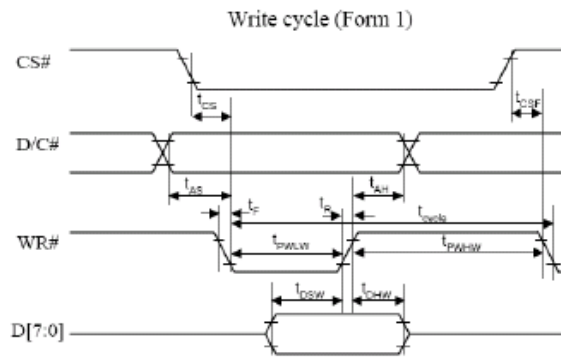 Write cycle (Form 1)
CS#
tCS
tCSF
D/C#
tAS
tF
tR
tAH
tcycle
WR#
tPWLW
tPWHW
tDSW
tDHW
D[7:0]